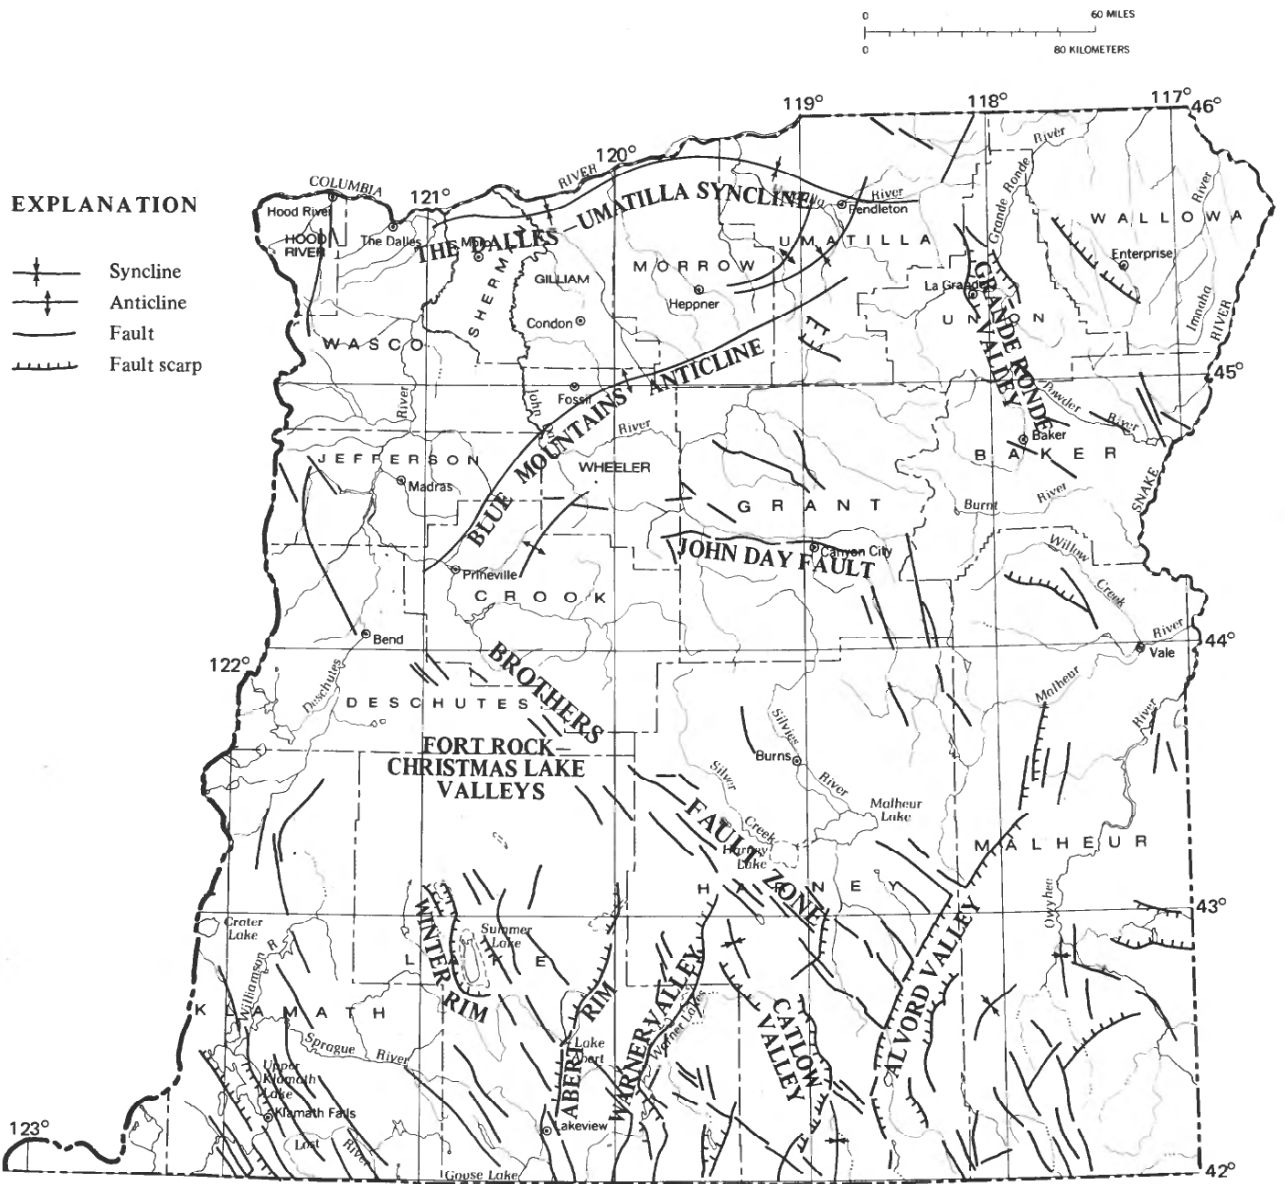 0 60 MILES
0 80 KILOMETERS
119°
118°
117°
46°
120°
121°
COLUMBIA
RIVER
EXPLANATION
Syncline
Anticline
Fault
Fault scarp
Hood River
HOOD
RIVER
The Dalles
Moro
THE DALLES – UMATILLA SYNCLINE
River
Pendleton
UMATILLA
Grande Ronde
River
River
WALLOWA
Enterprise
Imnaha
RIVER
SHERMAN
GILLIAM
MORROW
Heppner
Condon
La Grande
UNION
GRANDE RONDE
VALLEY
WASCO
River
Fossil
John
BLUE MOUNTAINS ANTICLINE
45°
Powder
River
Baker
BAKER
River
WHEELER
JEFFERSON
Madras
GRANT
Burnt
River
SNAKE
JOHN DAY FAULT
Canyon City
Willow
Creek
Prineville
CROOK
Bend
River
Vale
44°
122°
Deschutes
DESCHUTES
BROTHERS
FAULT ZONE
Malheur
River
Silvies
River
Burns
Silver
Creek
Malheur
Lake
Harney
Lake
FORT ROCK–
CHRISTMAS LAKE
VALLEYS
MALHEUR
HARNEY
Owyhee
43°
Crater
Lake
Williamson R
WINTER
RIM
Summer
Lake
LAKE
KLAMATH
Sprague River
Lake
Abert
ABERT
RIM
WARNER VALLEY
Warner Lakes
CATLOW
VALLEY
ALVORD VALLEY
Upper
Klamath
Lake
Klamath Falls
Lost
River
Lakeview
Goose Lake
123°
42°